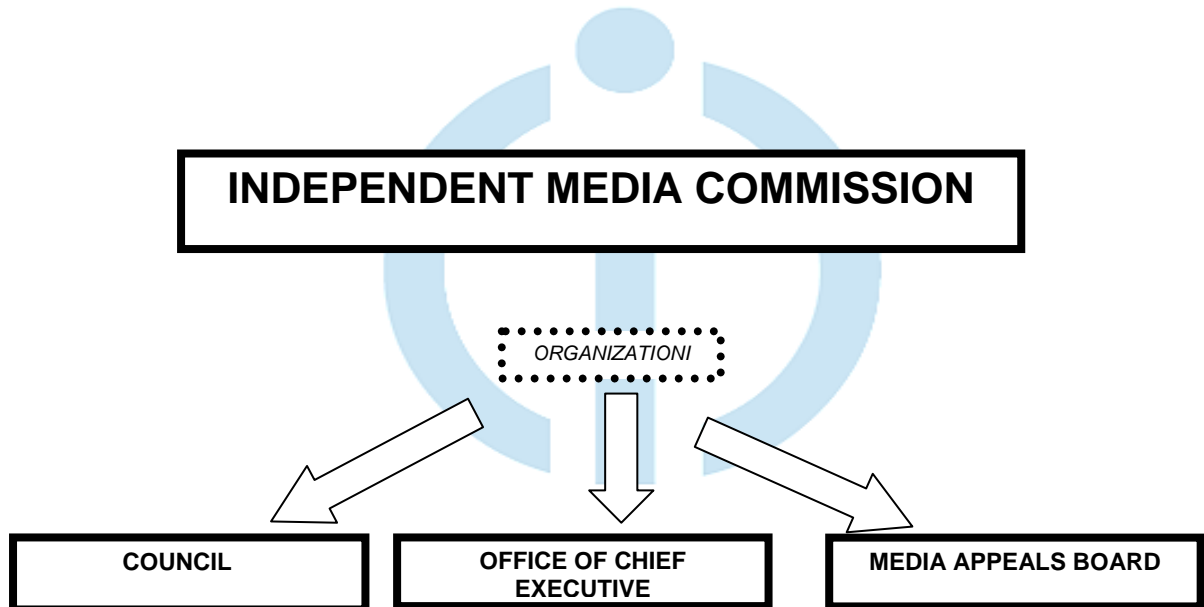 INDEPENDENT MEDIA COMMISSION
ORGANIZATIONI
COUNCIL
OFFICE OF CHIEF
EXECUTIVE
MEDIA APPEALS BOARD